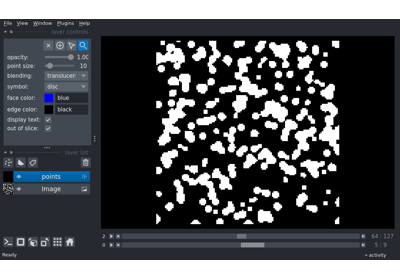 File View Window Plugins Help
layer controls
opacity: 1.00
point size: 10
blending: translucen
symbol: disc
face color: blue
edge color: black
display text:
out of slice:
layer list
points
Image
2 64 127
0 5 9
Ready activity